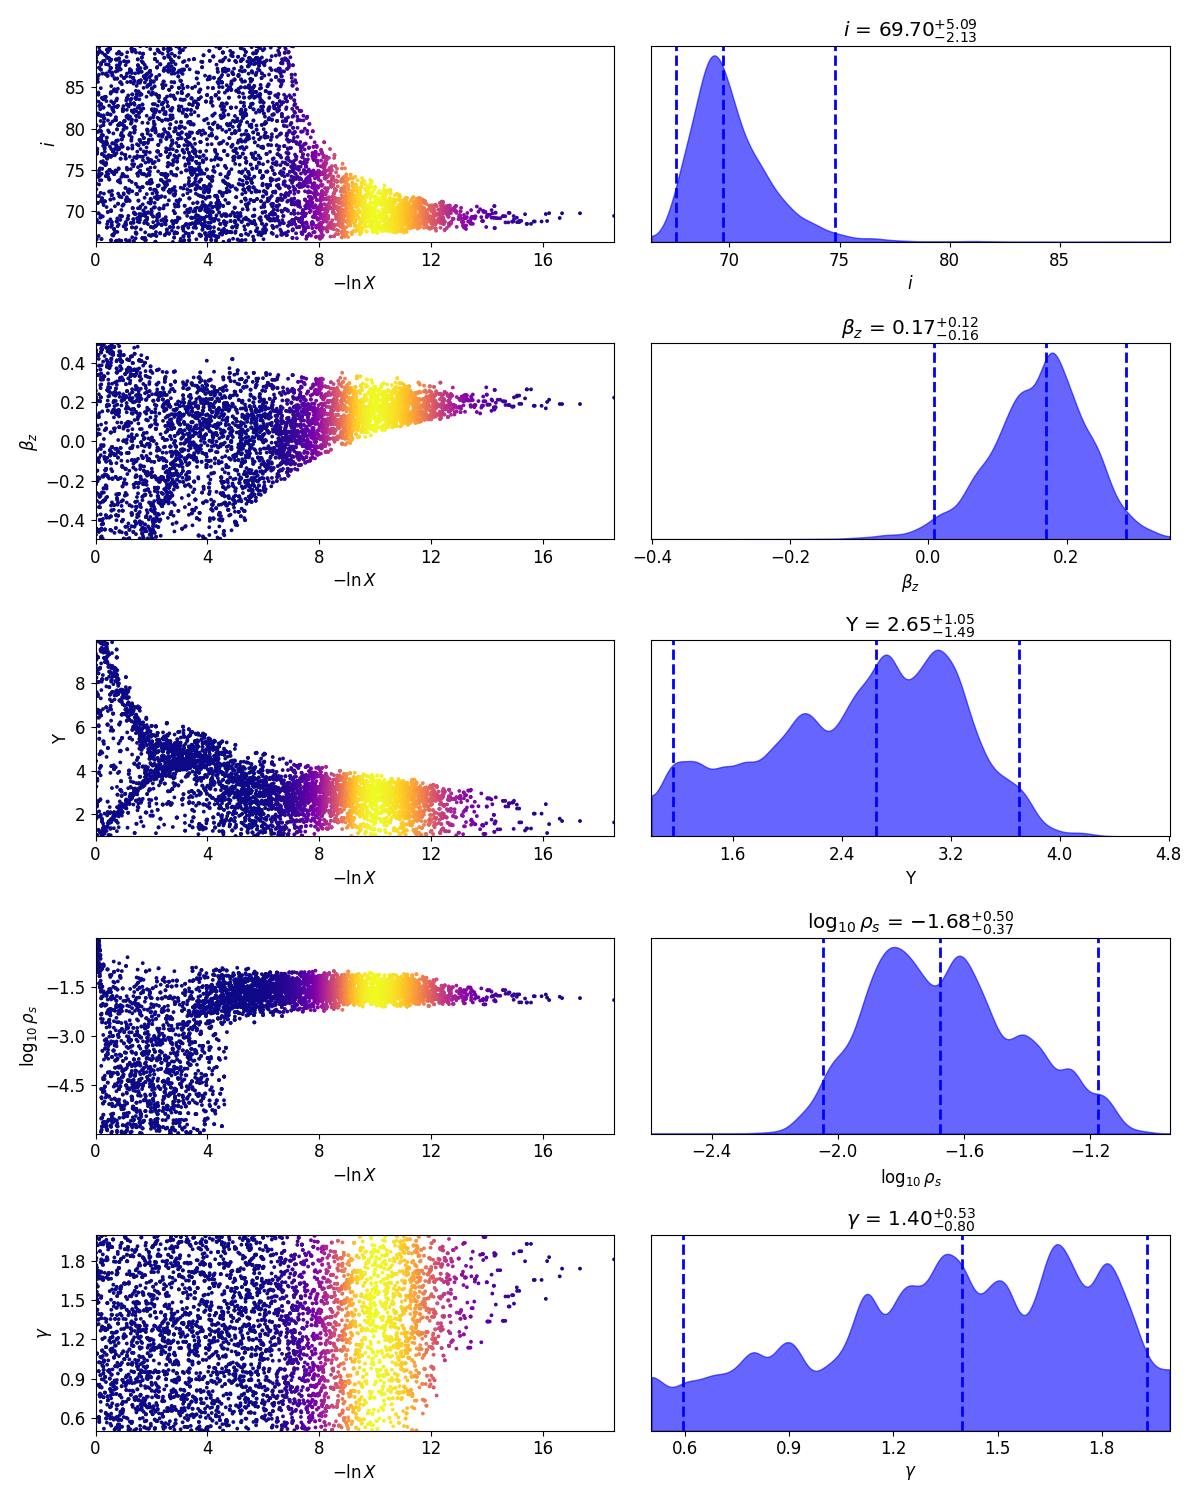 i = 69.70^{+5.09}_{-2.13}
85
80
75
70
i
0 4 8 12 16
−ln X
70 75 80 85
i
β_z = 0.17^{+0.12}_{-0.16}
0.4
0.2
0.0
−0.2
−0.4
β_z
0 4 8 12 16
−ln X
−0.4 −0.2 0.0 0.2
β_z
Y = 2.65^{+1.05}_{-1.49}
8
6
4
2
Y
0 4 8 12 16
−ln X
1.6 2.4 3.2 4.0 4.8
Y
log₁₀ ρ_s = −1.68^{+0.50}_{-0.37}
−1.5
−3.0
−4.5
log₁₀ ρ_s
0 4 8 12 16
−ln X
−2.4 −2.0 −1.6 −1.2
log₁₀ ρ_s
γ = 1.40^{+0.53}_{-0.80}
1.8
1.5
1.2
0.9
0.6
γ
0 4 8 12 16
−ln X
0.6 0.9 1.2 1.5 1.8
γ